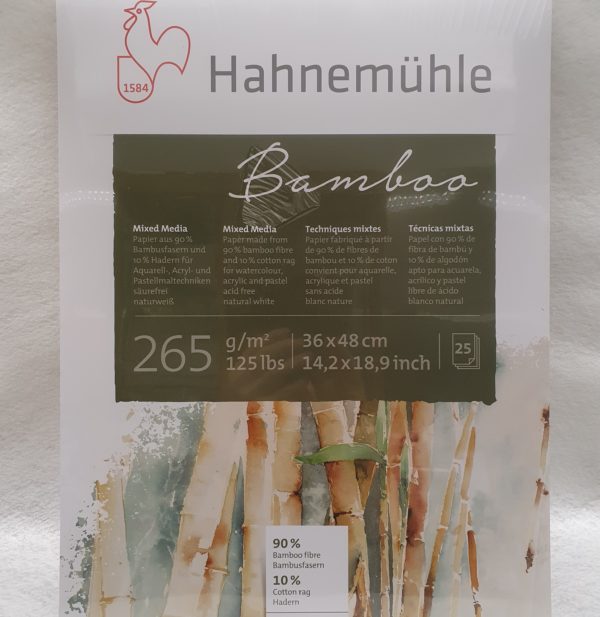 1584
Hahnemühle
Bamboo
Mixed Media
Papier aus 90 %
Bambusfasern und
10 % Hadern für
Aquarell-, Acryl- und
Pastellmaltechniken
säurefrei
naturweiß
Mixed Media
Paper made from
90 % bamboo fibre
and 10 % cotton rag
for watercolour,
acrylic and pastel
acid free
natural white
Techniques mixtes
Papier fabriqué à partir
de 90 % de fibres de
bambou et 10 % de coton
convient pour aquarelle,
acrylique et pastel
sans acide
blanc nature
Técnicas mixtas
Papel con 90 % de
fibra de bambú y
10 % de algodón
apto para acuarela,
acrílico y pastel
libre de ácido
blanco natural
265 g/m² 125 lbs
36 x 48 cm
14,2 x 18,9 inch
25
90 %
Bamboo fibre
Bambusfasern
10 %
Cotton rag
Hadern